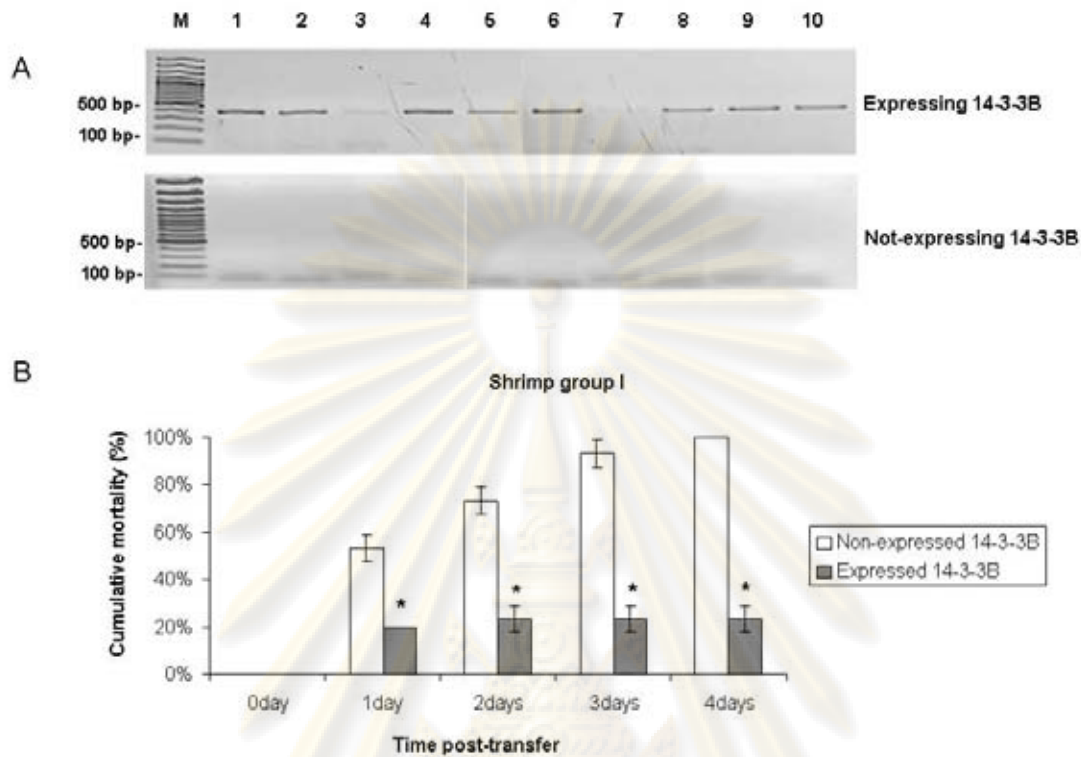 M 1 2 3 4 5 6 7 8 9 10
A
500 bp-
100 bp-
Expressing 14-3-3B
500 bp-
100 bp-
Not-expressing 14-3-3B
B
Shrimp group I
Cumulative mortality (%)
100%
80%
60%
40%
20%
0%
* * * *
0day 1day 2days 3days 4days
Time post-transfer
Non-expressed 14-3-3B
Expressed 14-3-3B